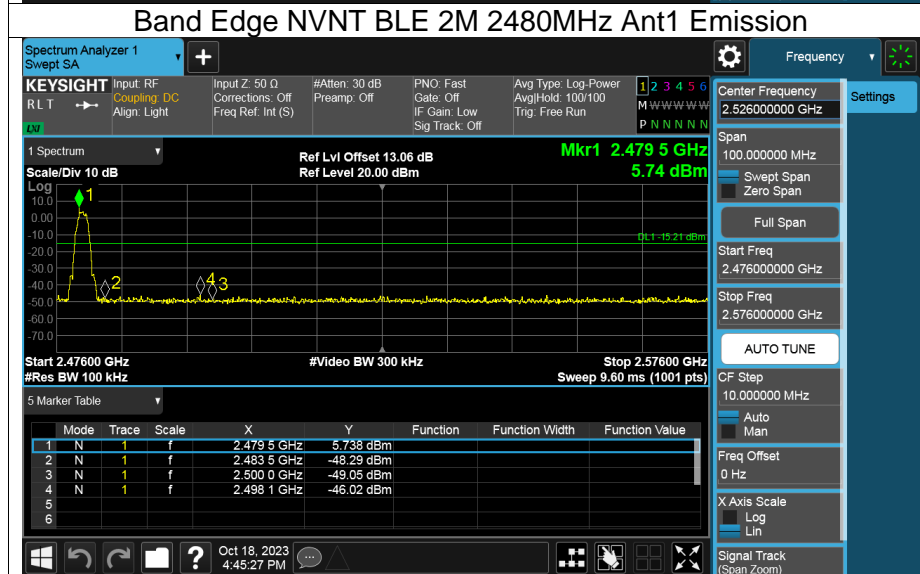 Band Edge NVNT BLE 2M 2480MHz Ant1 Emission
Spectrum Analyzer 1
Swept SA
KEYSIGHT
R L T
LXI
Input: RF
Coupling: DC
Align: Light
Input Z: 50 Ω
Corrections: Off
Freq Ref: Int (S)
#Atten: 30 dB
Preamp: Off
PNO: Fast
Gate: Off
IF Gain: Low
Sig Track: Off
Avg Type: Log-Power
Avg|Hold: 100/100
Trig: Free Run
1 2 3 4 5 6
M W W W W W
P N N N N N
1 Spectrum
Scale/Div 10 dB
Ref Lvl Offset 13.06 dB
Ref Level 20.00 dBm
Mkr1 2.479 5 GHz
5.74 dBm
Log
10.0
0.00
-10.0
-20.0
-30.0
-40.0
-50.0
-60.0
-70.0
1
2
4
3
DL1 -15.21 dBm
Start 2.47600 GHz
#Res BW 100 kHz
#Video BW 300 kHz
Stop 2.57600 GHz
Sweep 9.60 ms (1001 pts)
5 Marker Table
Mode Trace Scale X Y Function Function Width Function Value
1 N 1 f 2.479 5 GHz 5.738 dBm
2 N 1 f 2.483 5 GHz -48.29 dBm
3 N 1 f 2.500 0 GHz -49.05 dBm
4 N 1 f 2.498 1 GHz -46.02 dBm
5
6
Oct 18, 2023
4:45:27 PM
Frequency
Settings
Center Frequency
2.526000000 GHz
Span
100.000000 MHz
Swept Span
Zero Span
Full Span
Start Freq
2.476000000 GHz
Stop Freq
2.576000000 GHz
AUTO TUNE
CF Step
10.000000 MHz
Auto
Man
Freq Offset
0 Hz
X Axis Scale
Log
Lin
Signal Track
(Span Zoom)